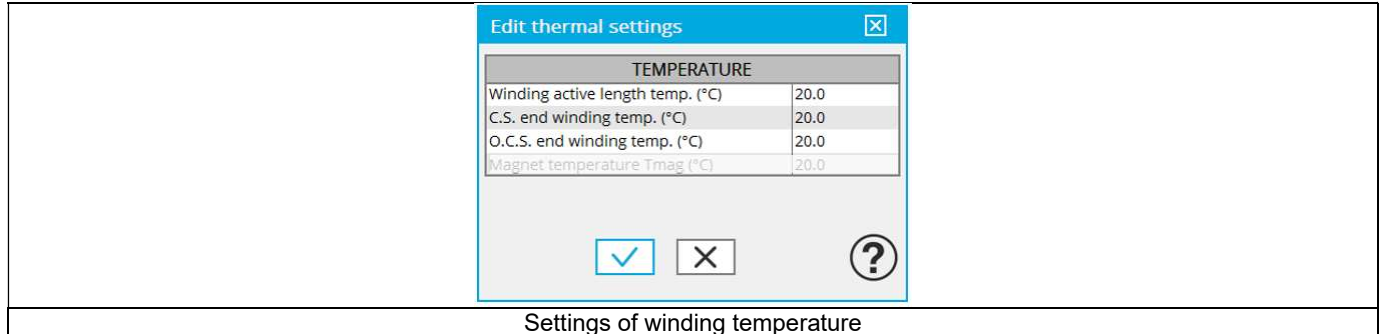 Edit thermal settings
TEMPERATURE
Winding active length temp. (°C) 20.0
C.S. end winding temp. (°C) 20.0
O.C.S. end winding temp. (°C) 20.0
Magnet temperature Tmag (°C) 20.0
?
Settings of winding temperature